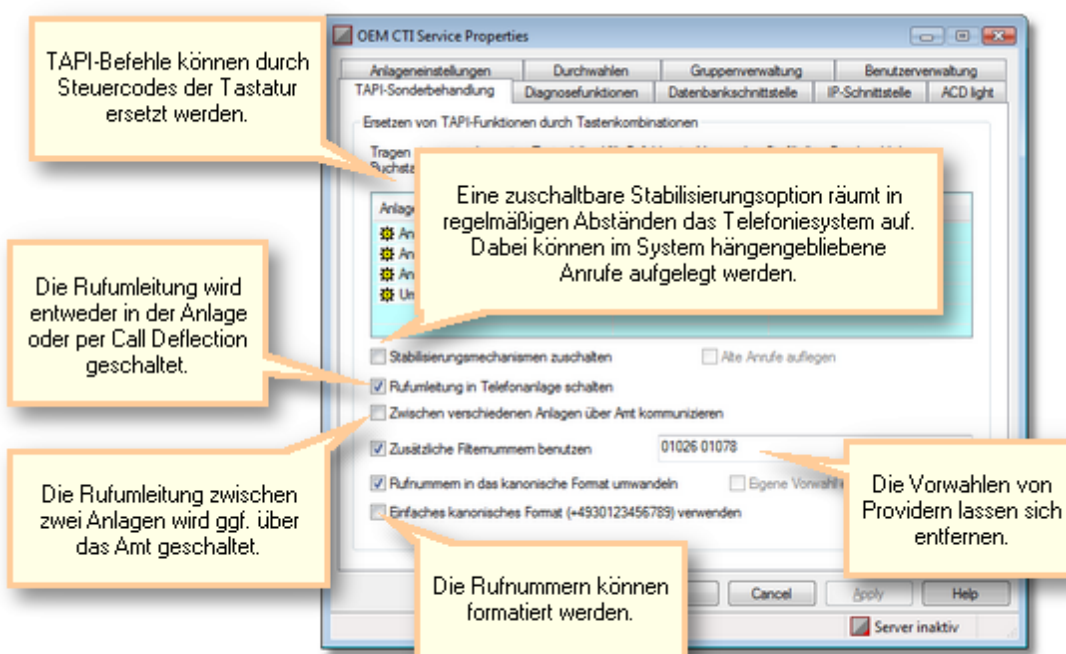 OEM CTI Service Properties
Anlageneinstellungen Durchwahlen Gruppenverwaltung Benutzerverwaltung
TAPI-Sonderbehandlung Diagnosefunktionen Datenbankschnittstelle IP-Schnittstelle ACD light
TAPI-Befehle können durch
Steuercodes der Tastatur
ersetzt werden.
Ersetzen von TAPI-Funktionen durch Tastenkombinationen
Tragen
Eine zuschaltbare Stabilisierungsoption räumt in
regelmäßigen Abständen das Telefoniesystem auf.
Dabei können im System hängengebliebene
Anrufe aufgelegt werden.
Die Rufumleitung wird
entweder in der Anlage
oder per Call Deflection
geschaltet.
Stabilisierungsmechanismen zuschalten Alte Anrufe auflegen
Rufumleitung in Telefonanlage schalten
Zwischen verschiedenen Anlagen über Amt kommunizieren
Zusätzliche Filternummern benutzen 01026 01078
Rufnummern in das kanonische Format umwandeln Eigene
Einfaches kanonisches Format (+4930123456789) verwenden
Die Rufumleitung zwischen
zwei Anlagen wird ggf. über
das Amt geschaltet.
Die Vorwahlen von
Providern lassen sich
entfernen.
Die Rufnummern können
formatiert werden.
Cancel Apply Help
Server inaktiv